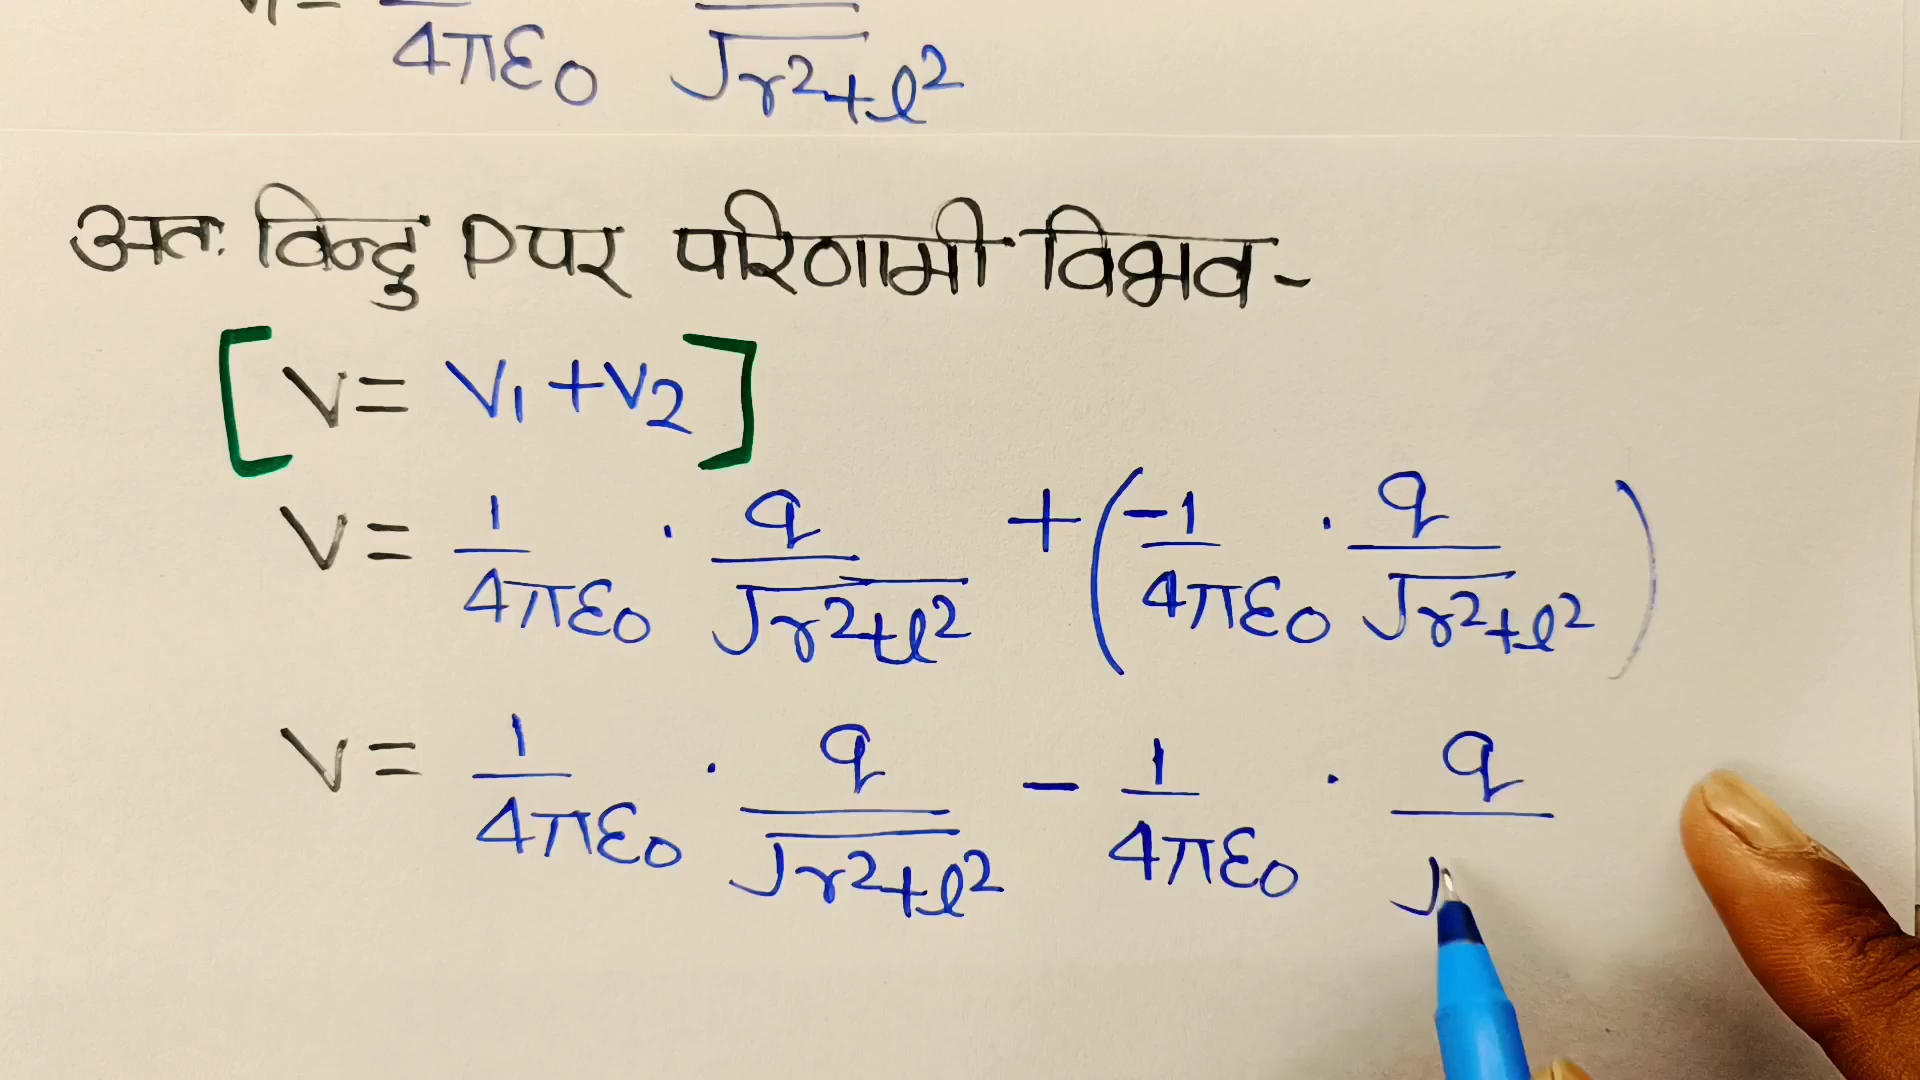 4πε0 √r²+l²
अतः विन्दु P पर परिणामी विभव-
[V= V1+V2]
V= 1/4πε0 · q/√r²+l² + (-1/4πε0 · q/√r²+l²)
V= 1/4πε0 · q/√r²+l² - 1/4πε0 · q/√